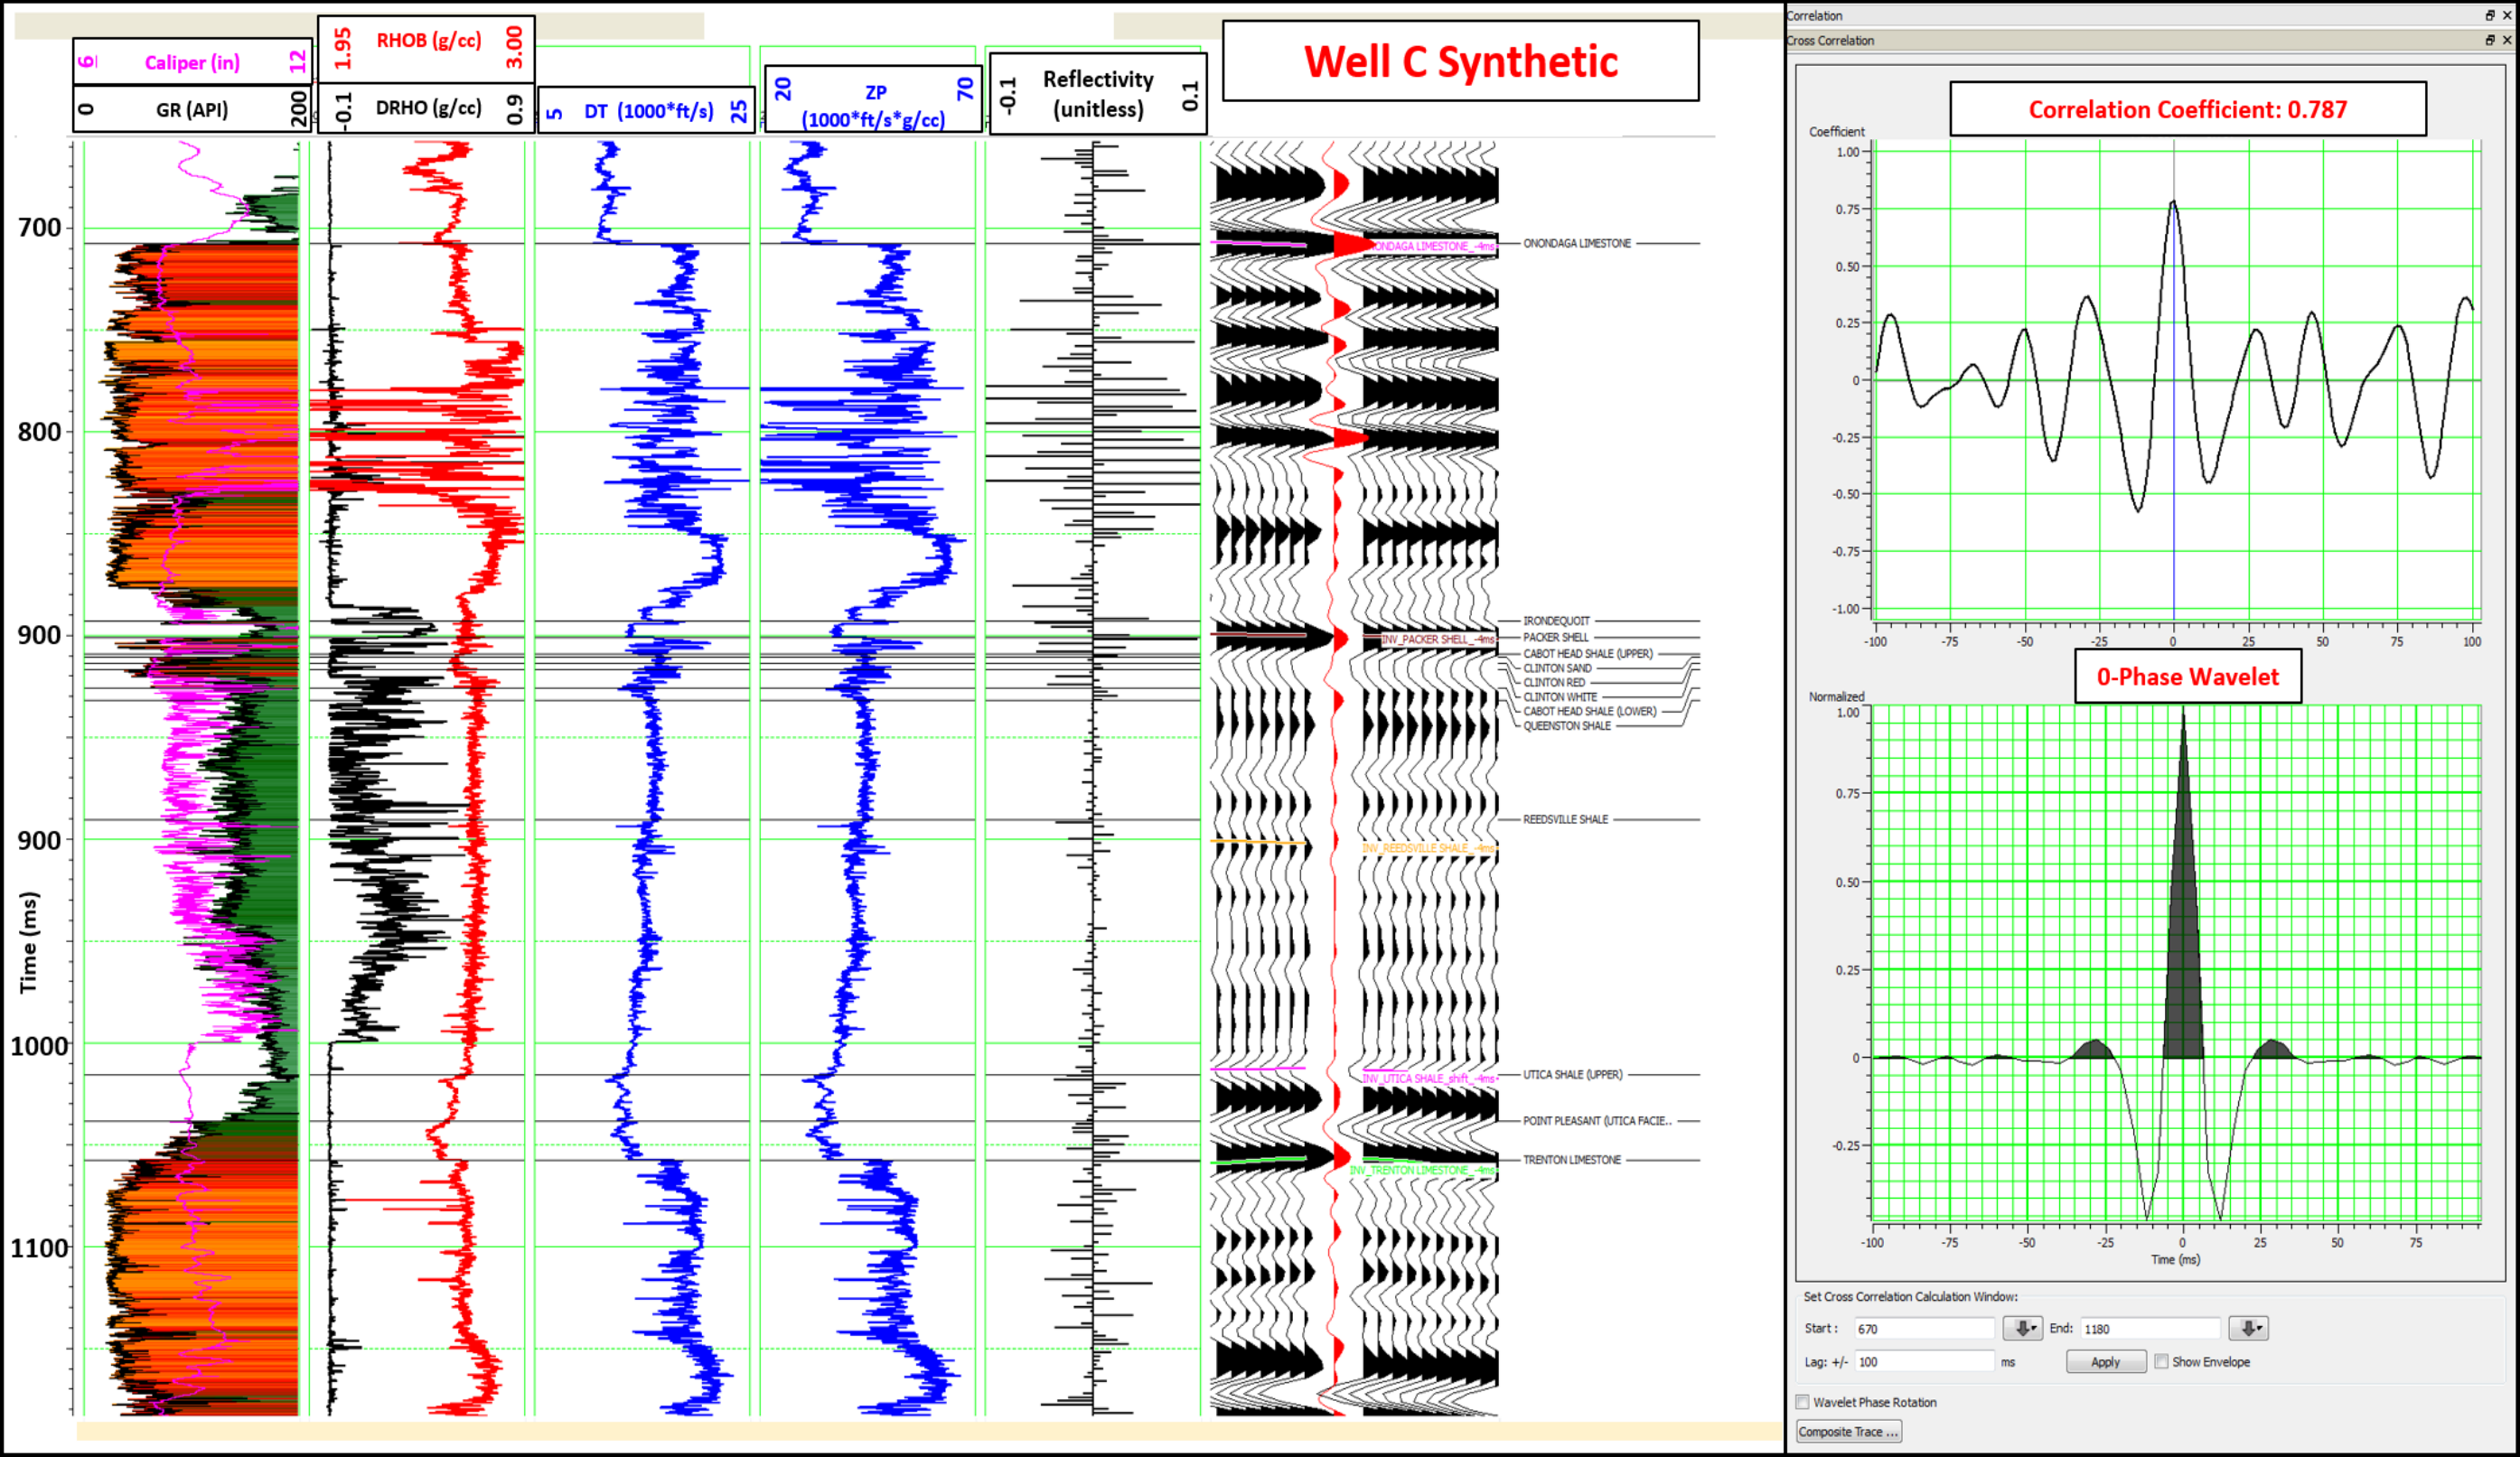 6 Caliper (in) 12
0 GR (API) 200
1.95 RHOB (g/cc) 3.00
-0.1 DRHO (g/cc) 0.9
5 DT (1000*ft/s) 25
20 ZP 70
(1000*ft/s*g/cc)
-0.1 Reflectivity 0.1
(unitless)
Well C Synthetic
Time (ms)
700
800
900
900
1000
1100
ONDAGA LIMESTONE_-4ms
INV_PACKER SHELL_-4ms
INV_REEDSVILLE SHALE_-4ms
INV_UTICA SHALE_shift_-4ms
INV_TRENTON LIMESTONE_-4ms
ONONDAGA LIMESTONE
IRONDEQUOIT
PACKER SHELL
CABOT HEAD SHALE (UPPER)
CLINTON SAND
CLINTON RED
CLINTON WHITE
CABOT HEAD SHALE (LOWER)
QUEENSTON SHALE
REEDSVILLE SHALE
UTICA SHALE (UPPER)
POINT PLEASANT (UTICA FACIE..
TRENTON LIMESTONE
Correlation
Cross Correlation
Correlation Coefficient: 0.787
Coefficient
1.00
0.75
0.50
0.25
0
-0.25
-0.50
-0.75
-1.00
-100 -75 -50 -25 0 25 50 75 100
0-Phase Wavelet
Normalized
1.00
0.75
0.50
0.25
0
-0.25
-100 -75 -50 -25 0 25 50 75
Time (ms)
Set Cross Correlation Calculation Window:
Start : 670 End: 1180
Lag: +/- 100 ms Apply Show Envelope
Wavelet Phase Rotation
Composite Trace ...